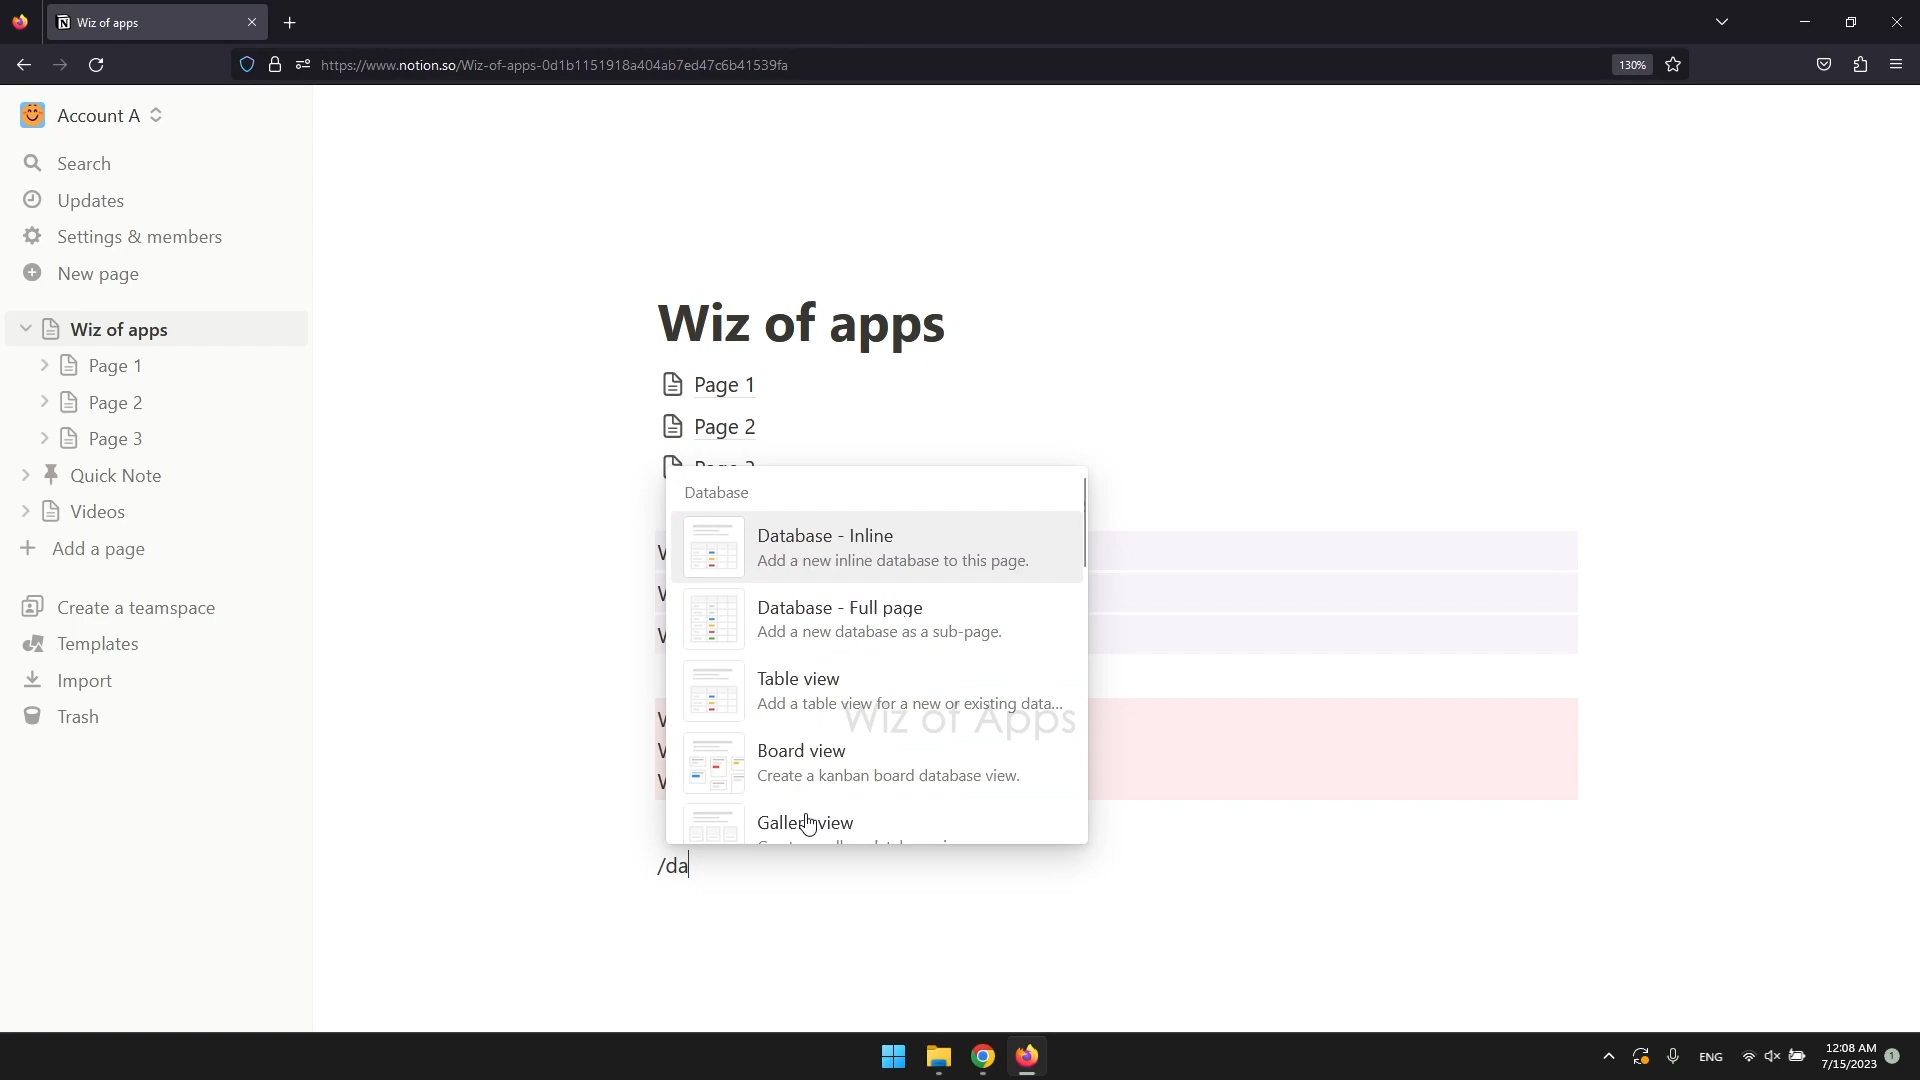 Wiz of apps
https://www.notion.so/Wiz-of-apps-0d1b1151918a404ab7ed47c6b41539fa
130%
Account A
Search
Updates
Settings & members
New page
Wiz of apps
Page 1
Page 2
Page 3
Quick Note
Videos
Add a page
Create a teamspace
Templates
Import
Trash
Wiz of apps
Page 1
Page 2
Database
Database - Inline
Add a new inline database to this page.
Database - Full page
Add a new database as a sub-page.
Table view
Add a table view for a new or existing data...
Wiz of Apps
Board view
Create a kanban board database view.
Gallery view
/da
ENG
12:08 AM
7/15/2023
1